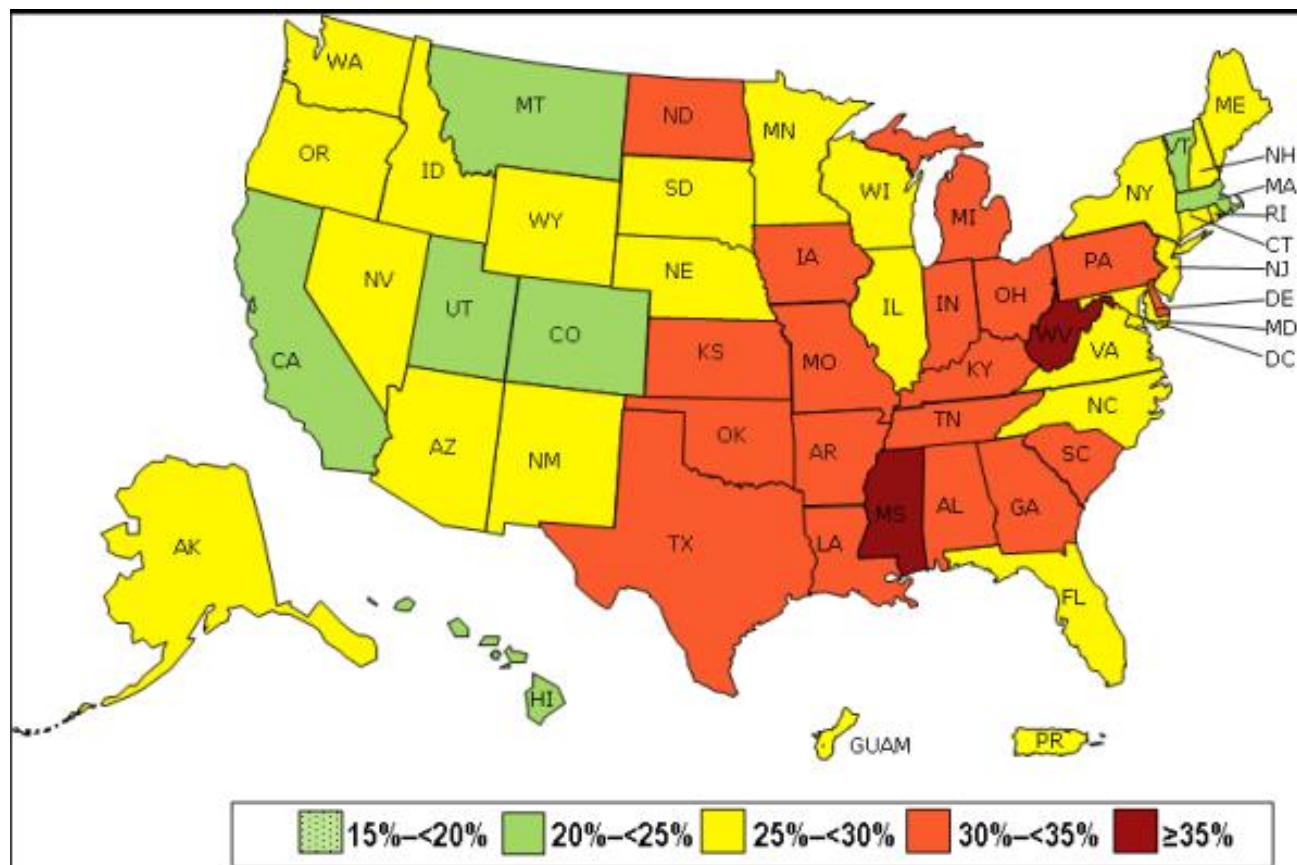 WA
MT
ND
MN
ME
VT
NH
OR
ID
SD
WI
NY
MA
WY
MI
RI
CT
IA
PA
NE
NJ
NV
IL
IN
OH
DE
UT
CO
WV
MD
VA
DC
KS
MO
KY
CA
NC
TN
OK
AR
SC
AZ
NM
MS
AL
GA
TX
LA
AK
FL
HI
GUAM
PR
15%–<20% 20%–<25% 25%–<30% 30%–<35% ≥35%